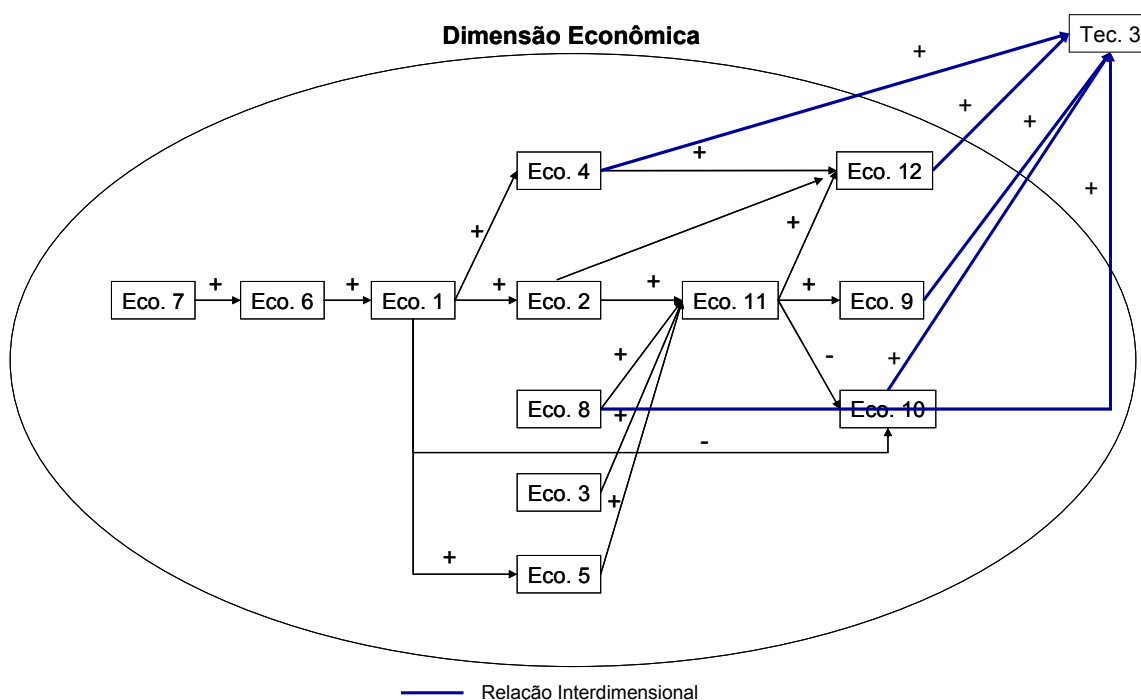 Dimensão Econômica
Tec. 3
+
+
+
+
Eco. 4
+
Eco. 12
+
+
+
Eco. 7
+
Eco. 6
+
Eco. 1
+
Eco. 2
+
Eco. 11
+
Eco. 9
+
-
+
Eco. 8
+
Eco. 10
-
Eco. 3
+
+
Eco. 5
Relação Interdimensional